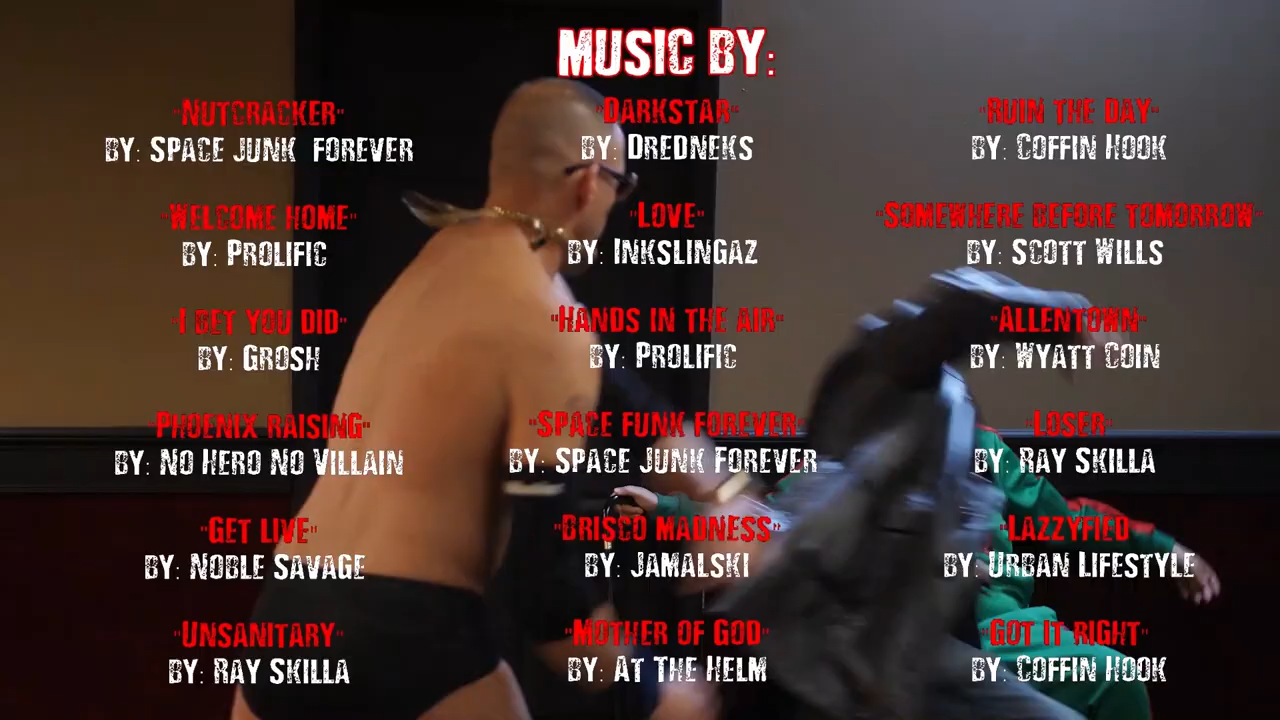 MUSIC BY:
"NUTCRACKER"
BY: SPACE JUNK FOREVER
"WELCOME HOME"
BY: PROLIFIC
"I GET YOU DID"
BY: GROSH
"PHOENIX RAISING"
BY: NO HERO NO VILLAIN
"GET LIVE"
BY: NOBLE SAVAGE
"UNSANITARY"
BY: RAY SKILLA
"DARKSTAR"
BY: DREDNEKS
"LOVE"
BY: INKSLINGAZ
"HANDS IN THE AIR"
BY: PROLIFIC
"SPACE FUNK FOREVER"
BY: SPACE JUNK FOREVER
"BRISCO MADNESS"
BY: JAMALSKI
"MOTHER OF GOD"
BY: AT THE HELM
"RUIN THE DAY"
BY: COFFIN HOOK
"SOMEWHERE BEFORE TOMORROW"
BY: SCOTT WILLS
"ALLENTOWN"
BY: WYATT COIN
"LOSER"
BY: RAY SKILLA
"LAZZYFIED"
BY: URBAN LIFESTYLE
"GOT IT RIGHT"
BY: COFFIN HOOK